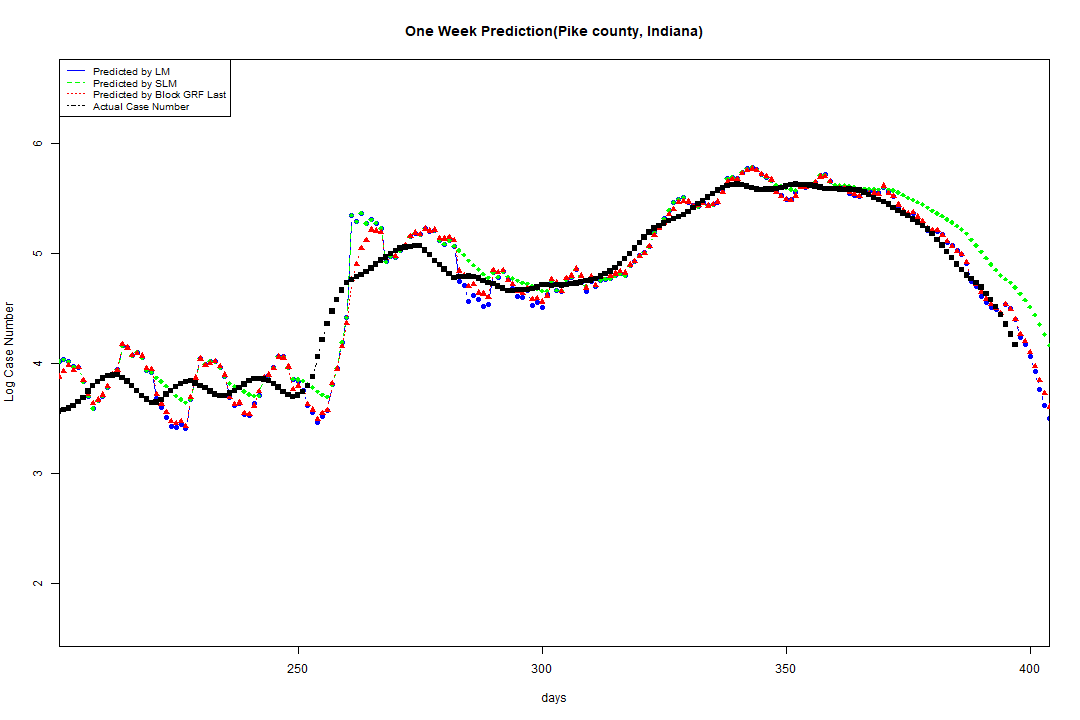 One Week Prediction(Pike county, Indiana)
Predicted by LM
Predicted by SLM
Predicted by Block GRF Last
Actual Case Number
6
5
4
3
2
Log Case Number
250
300
350
400
days